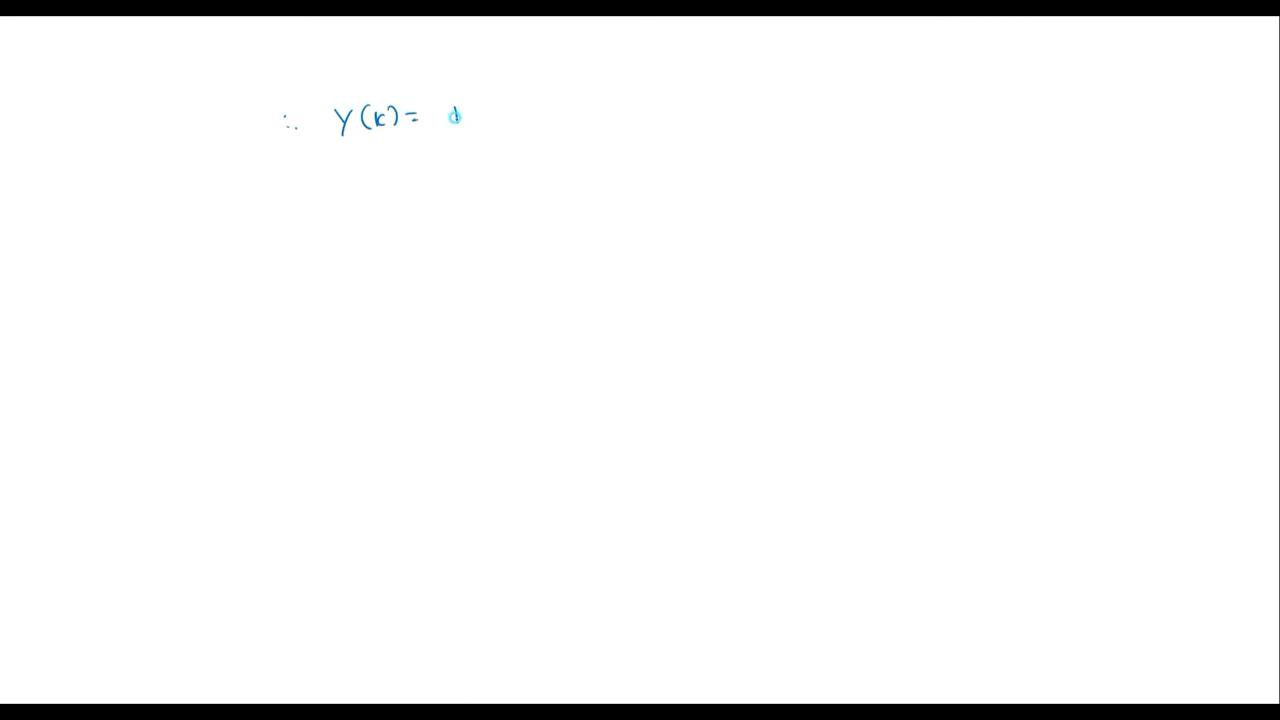 ∴ Y(k) =